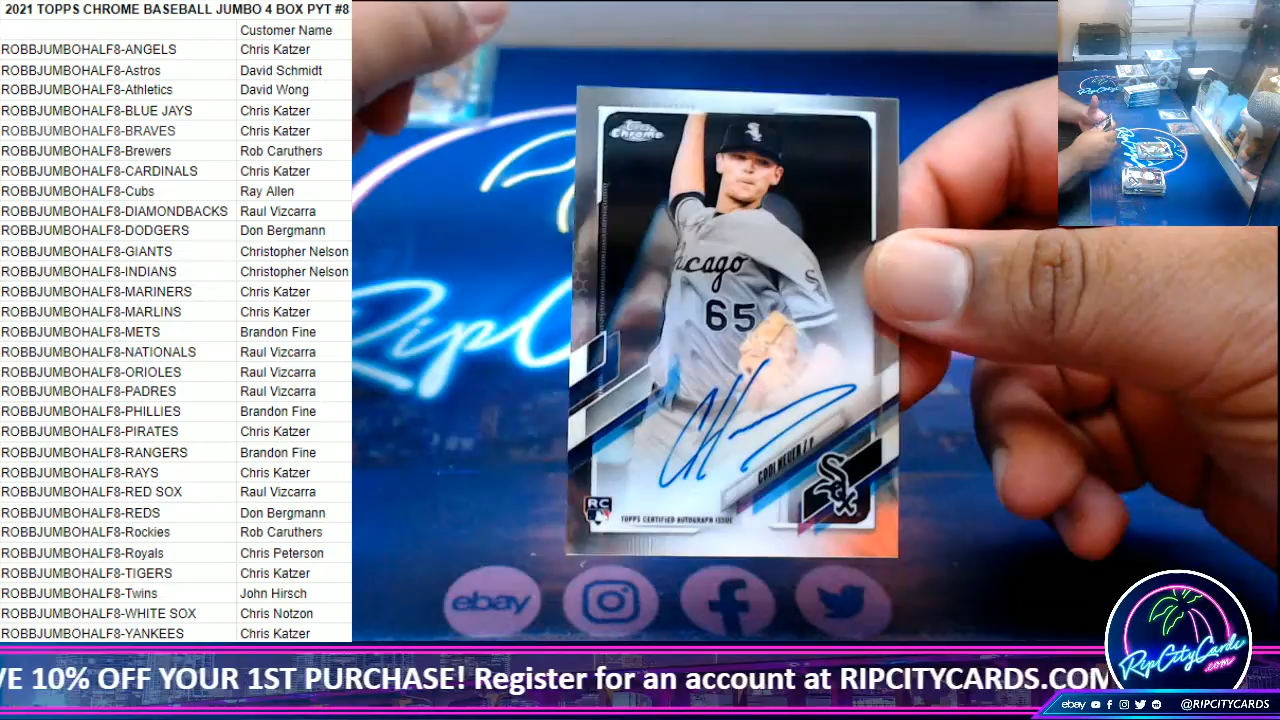 2021 TOPPS CHROME BASEBALL JUMBO 4 BOX PYT #8
Customer Name
ROBBJUMBOHALF8-ANGELS Chris Katzer
ROBBJUMBOHALF8-Astros David Schmidt
ROBBJUMBOHALF8-Athletics David Wong
ROBBJUMBOHALF8-BLUE JAYS Chris Katzer
ROBBJUMBOHALF8-BRAVES Chris Katzer
ROBBJUMBOHALF8-Brewers Rob Caruthers
ROBBJUMBOHALF8-CARDINALS Chris Katzer
ROBBJUMBOHALF8-Cubs Ray Allen
ROBBJUMBOHALF8-DIAMONDBACKS Raul Vizcarra
ROBBJUMBOHALF8-DODGERS Don Bergmann
ROBBJUMBOHALF8-GIANTS Christopher Nelson
ROBBJUMBOHALF8-INDIANS Christopher Nelson
ROBBJUMBOHALF8-MARINERS Chris Katzer
ROBBJUMBOHALF8-MARLINS Chris Katzer
ROBBJUMBOHALF8-METS Brandon Fine
ROBBJUMBOHALF8-NATIONALS Raul Vizcarra
ROBBJUMBOHALF8-ORIOLES Raul Vizcarra
ROBBJUMBOHALF8-PADRES Raul Vizcarra
ROBBJUMBOHALF8-PHILLIES Brandon Fine
ROBBJUMBOHALF8-PIRATES Chris Katzer
ROBBJUMBOHALF8-RANGERS Brandon Fine
ROBBJUMBOHALF8-RAYS Chris Katzer
ROBBJUMBOHALF8-RED SOX Raul Vizcarra
ROBBJUMBOHALF8-REDS Don Bergmann
ROBBJUMBOHALF8-Rockies Rob Caruthers
ROBBJUMBOHALF8-Royals Chris Peterson
ROBBJUMBOHALF8-TIGERS Chris Katzer
ROBBJUMBOHALF8-Twins John Hirsch
ROBBJUMBOHALF8-WHITE SOX Chris Notzon
ROBBJUMBOHALF8-YANKEES Chris Katzer
Topps Chrome
Chicago
65
CODI HEUER / P
Sox
RC
TOPPS CERTIFIED AUTOGRAPH ISSUE
RipC
ebay
VE 10% OFF YOUR 1ST PURCHASE! Register for an account at RIPCITYCARDS.COM
RipCityCards
.com
ebay @RIPCITYCARDS